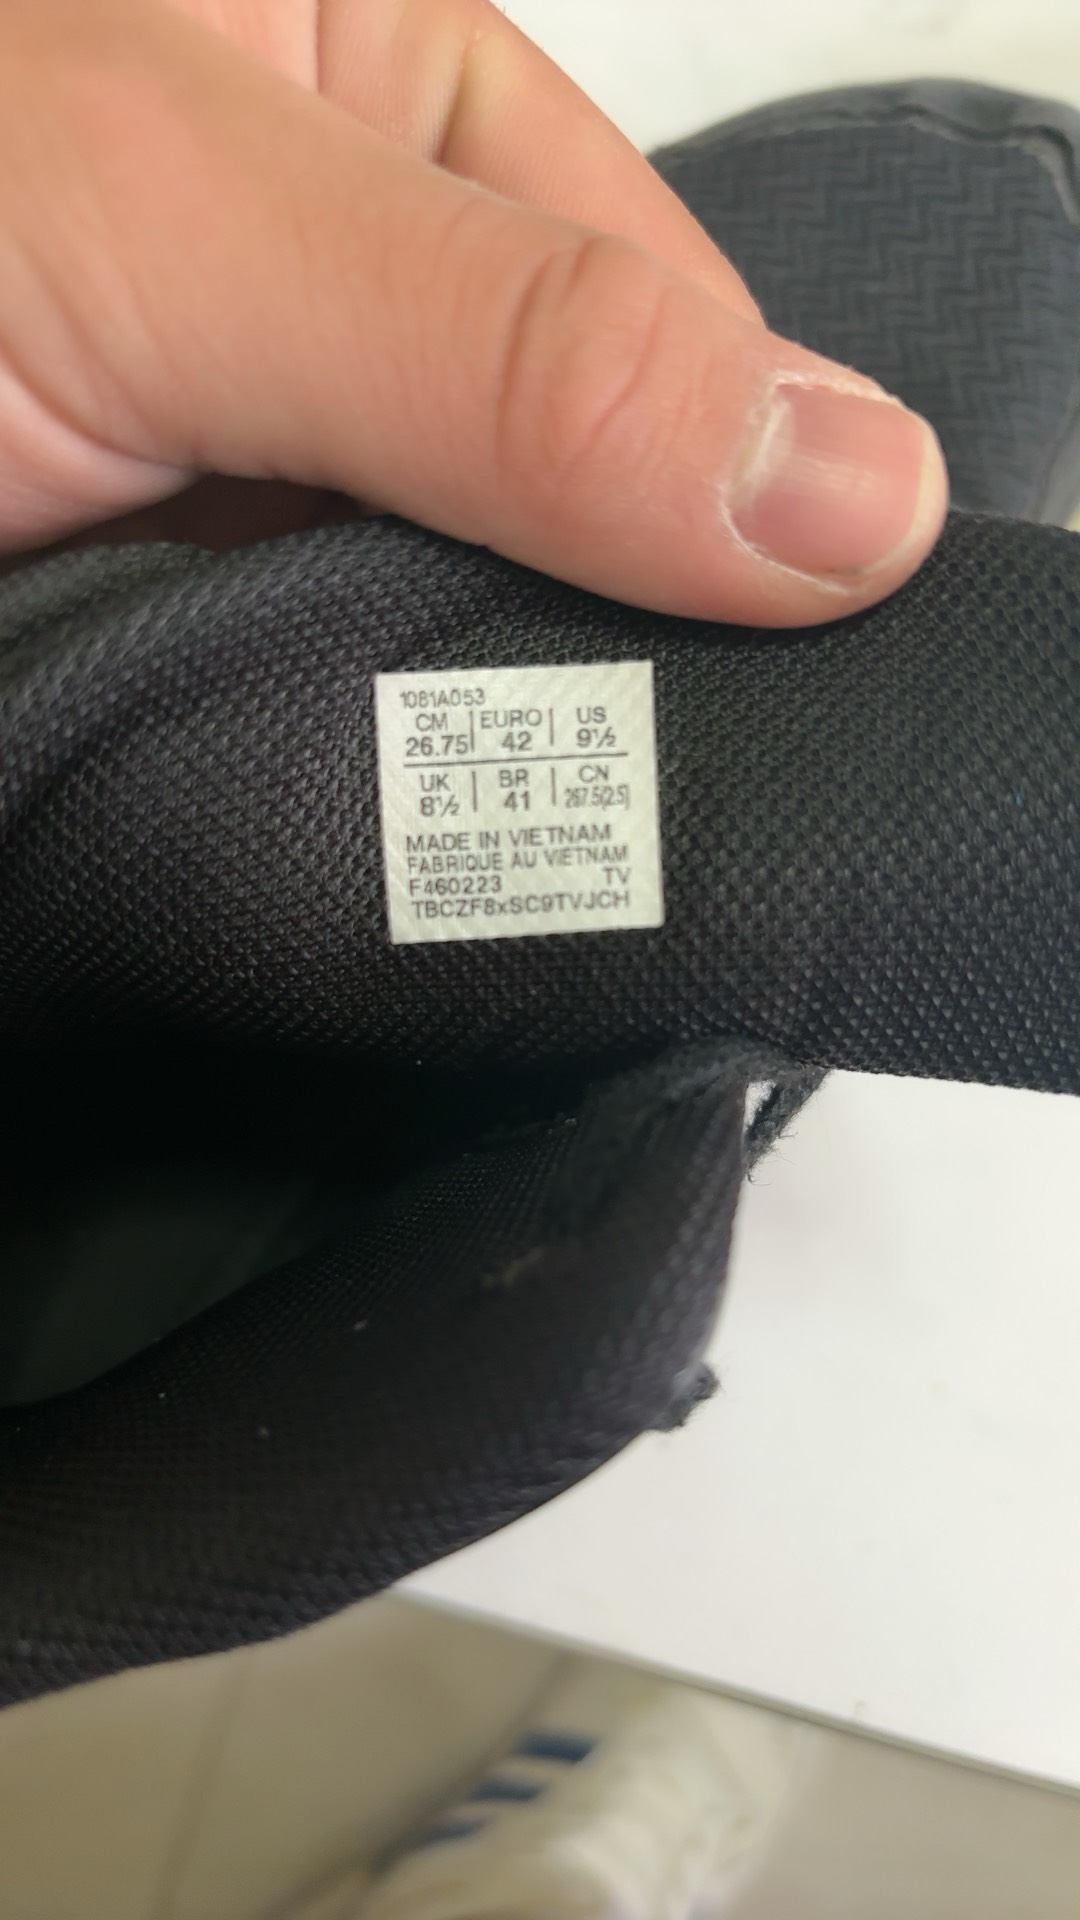 1081A053
CM | EURO | US
26.75 | 42 | 9½
UK | BR | CN
8½ | 41 | 267.5(2.5)
MADE IN VIETNAM
FABRIQUE AU VIETNAM
F460223 TV
TBCZF8xSC9TVJCH